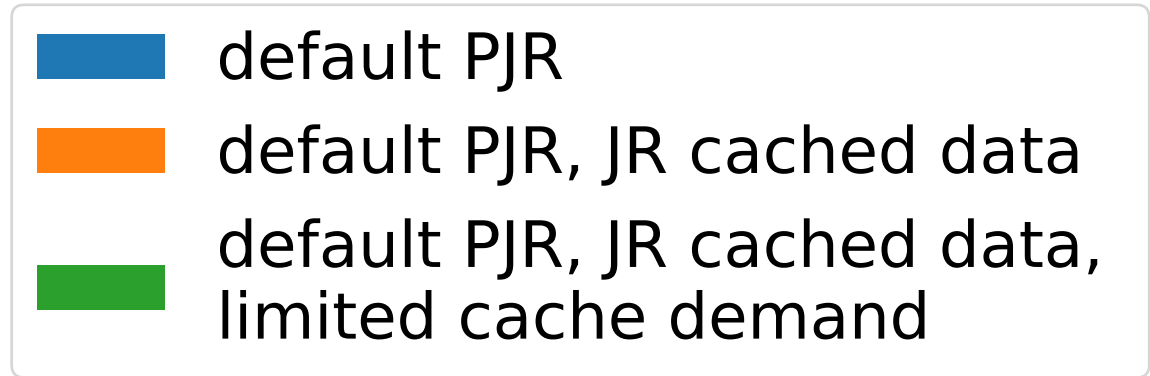 default PJR
default PJR, JR cached data
default PJR, JR cached data,
limited cache demand